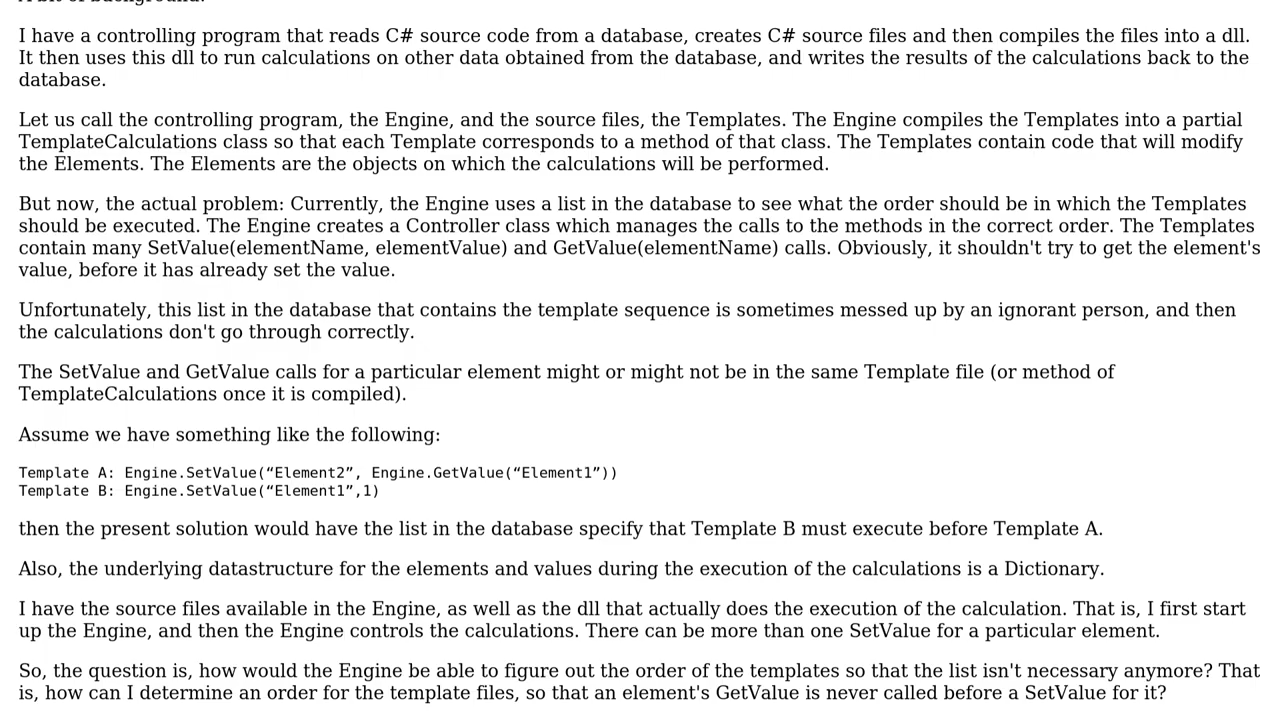 A bit of background:
I have a controlling program that reads C# source code from a database, creates C# source files and then compiles the files into a dll.
It then uses this dll to run calculations on other data obtained from the database, and writes the results of the calculations back to the
database.
Let us call the controlling program, the Engine, and the source files, the Templates. The Engine compiles the Templates into a partial
TemplateCalculations class so that each Template corresponds to a method of that class. The Templates contain code that will modify
the Elements. The Elements are the objects on which the calculations will be performed.
But now, the actual problem: Currently, the Engine uses a list in the database to see what the order should be in which the Templates
should be executed. The Engine creates a Controller class which manages the calls to the methods in the correct order. The Templates
contain many SetValue(elementName, elementValue) and GetValue(elementName) calls. Obviously, it shouldn't try to get the element's
value, before it has already set the value.
Unfortunately, this list in the database that contains the template sequence is sometimes messed up by an ignorant person, and then
the calculations don't go through correctly.
The SetValue and GetValue calls for a particular element might or might not be in the same Template file (or method of
TemplateCalculations once it is compiled).
Assume we have something like the following:
Template A: Engine.SetValue(“Element2”, Engine.GetValue(“Element1”))
Template B: Engine.SetValue(“Element1”,1)
then the present solution would have the list in the database specify that Template B must execute before Template A.
Also, the underlying datastructure for the elements and values during the execution of the calculations is a Dictionary.
I have the source files available in the Engine, as well as the dll that actually does the execution of the calculation. That is, I first start
up the Engine, and then the Engine controls the calculations. There can be more than one SetValue for a particular element.
So, the question is, how would the Engine be able to figure out the order of the templates so that the list isn't necessary anymore? That
is, how can I determine an order for the template files, so that an element's GetValue is never called before a SetValue for it?